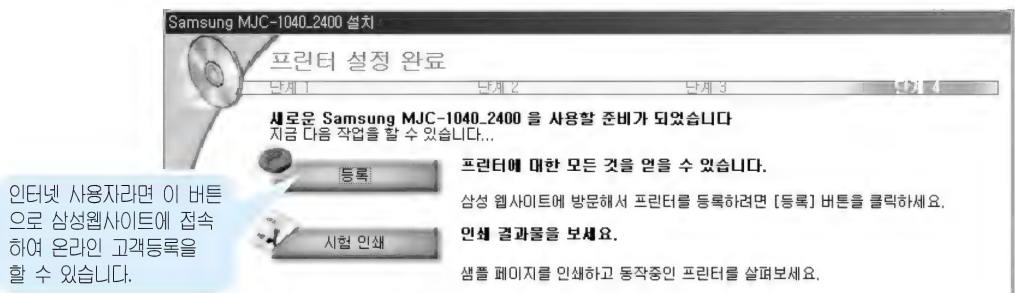 Samsung MJC-1040_2400 설치
프린터 설정 완료
단계 1
단계 2
단계 3
단계 4
새로운 Samsung MJC-1040_2400 을 사용할 준비가 되었습니다
지금 다음 작업을 할 수 있습니다...
등록
프린터에 대한 모든 것을 얻을 수 있습니다.
삼성 웹사이트에 방문해서 프린터를 등록하려면 [등록] 버튼을 클릭하세요.
인터넷 사용자라면 이 버튼
으로 삼성웹사이트에 접속
하여 온라인 고객등록을
할 수 있습니다.
시험 인쇄
인쇄 결과물을 보세요.
샘플 페이지를 인쇄하고 동작중인 프린터를 살펴보세요.